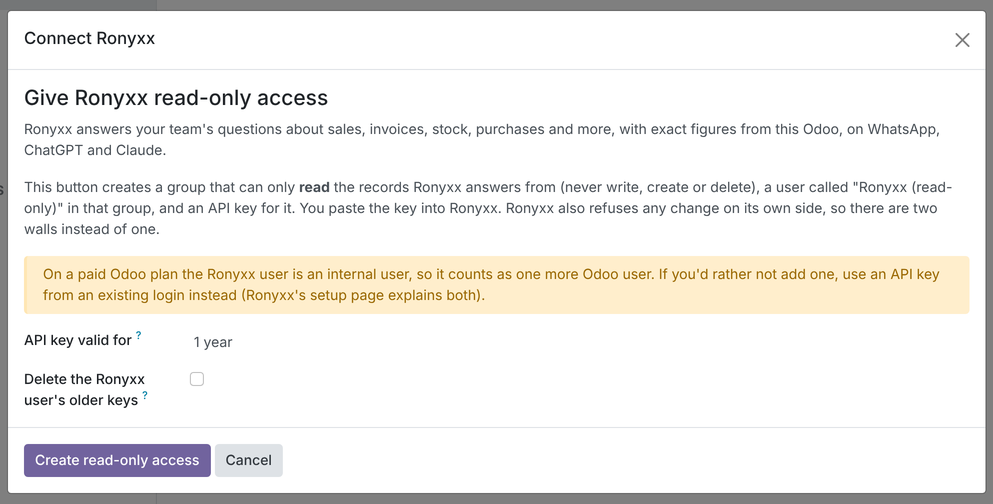 Connect Ronyxx
Give Ronyxx read-only access
Ronyxx answers your team's questions about sales, invoices, stock, purchases and more, with exact figures from this Odoo, on WhatsApp,
ChatGPT and Claude.
This button creates a group that can only read the records Ronyxx answers from (never write, create or delete), a user called "Ronyxx (read-
only)" in that group, and an API key for it. You paste the key into Ronyxx. Ronyxx also refuses any change on its own side, so there are two
walls instead of one.
On a paid Odoo plan the Ronyxx user is an internal user, so it counts as one more Odoo user. If you'd rather not add one, use an API key
from an existing login instead (Ronyxx's setup page explains both).
API key valid for ? 1 year
Delete the Ronyxx
user's older keys ?
Create read-only access Cancel